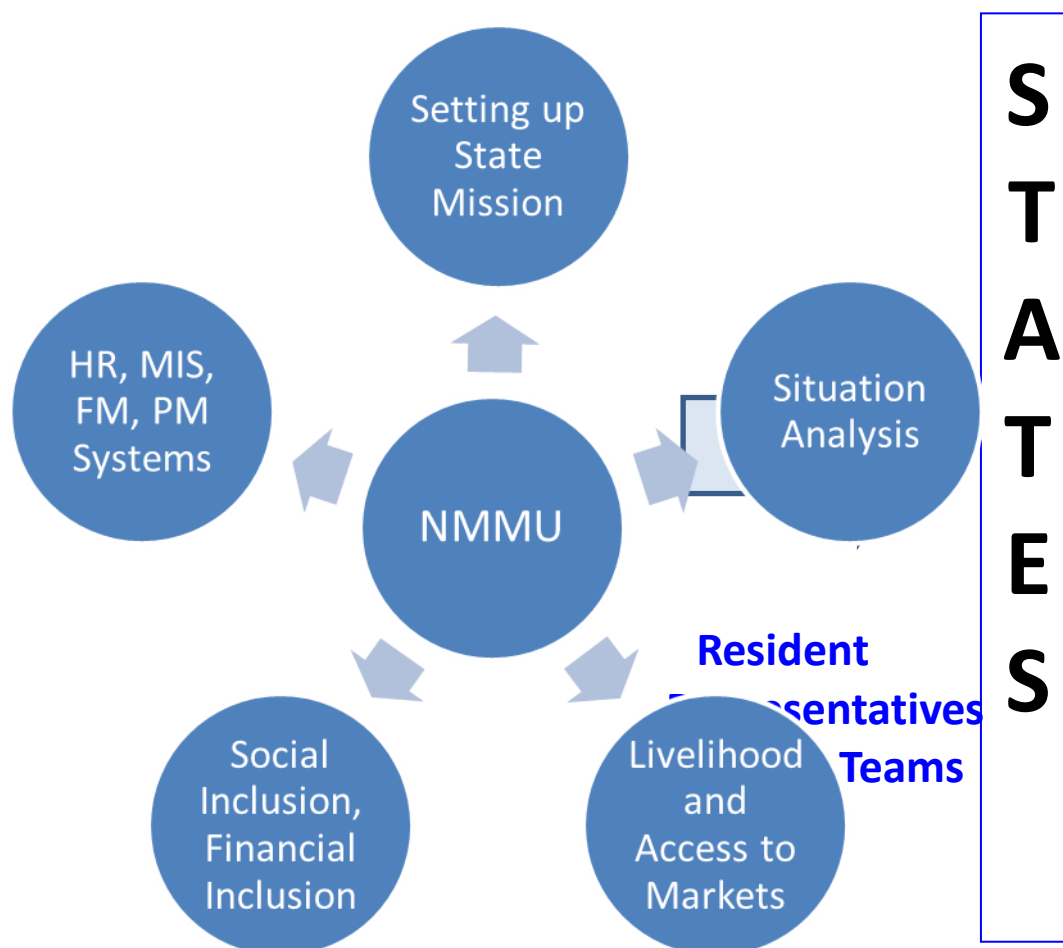 Setting up
State
Mission
Situation
Analysis
Livelihood
and
Access to
Markets
Social
Inclusion,
Financial
Inclusion
HR, MIS,
FM, PM
Systems
NMMU
Resident
Teams
S
T
A
T
E
S